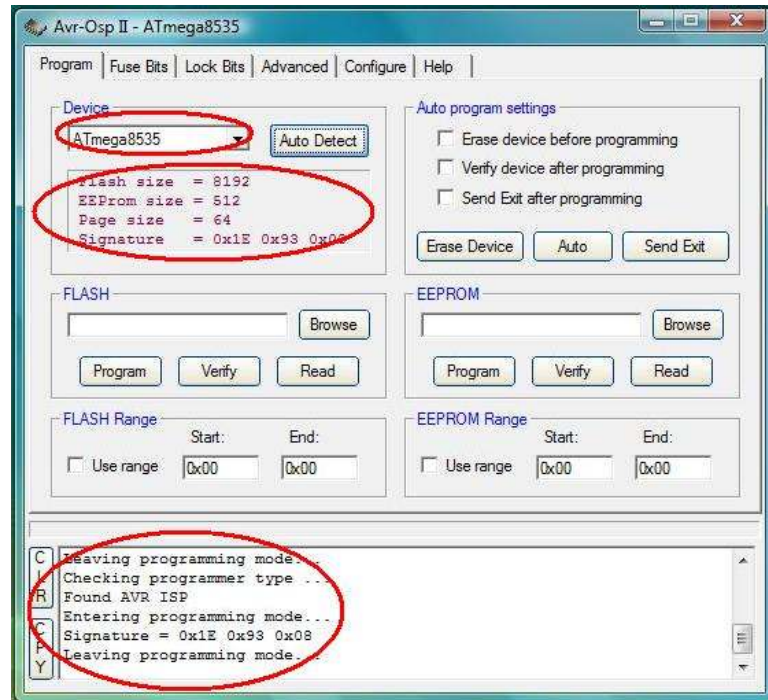 Avr-Osp II - ATmega8535
Program Fuse Bits Lock Bits Advanced Configure Help
Device
ATmega8535
Auto Detect
Flash size = 8192
EEProm size = 512
Page size = 64
Signature = 0x1E 0x93 0x08
Auto program settings
Erase device before programming
Verify device after programming
Send Exit after programming
Erase Device Auto Send Exit
FLASH
Browse
Program Verify Read
EEPROM
Browse
Program Verify Read
FLASH Range
Start: End:
Use range 0x00 0x00
EEPROM Range
Start: End:
Use range 0x00 0x00
CLR
CPY
Leaving programming mode...
Checking programmer type ...
Found AVR ISP
Entering programming mode...
Signature = 0x1E 0x93 0x08
Leaving programming mode...